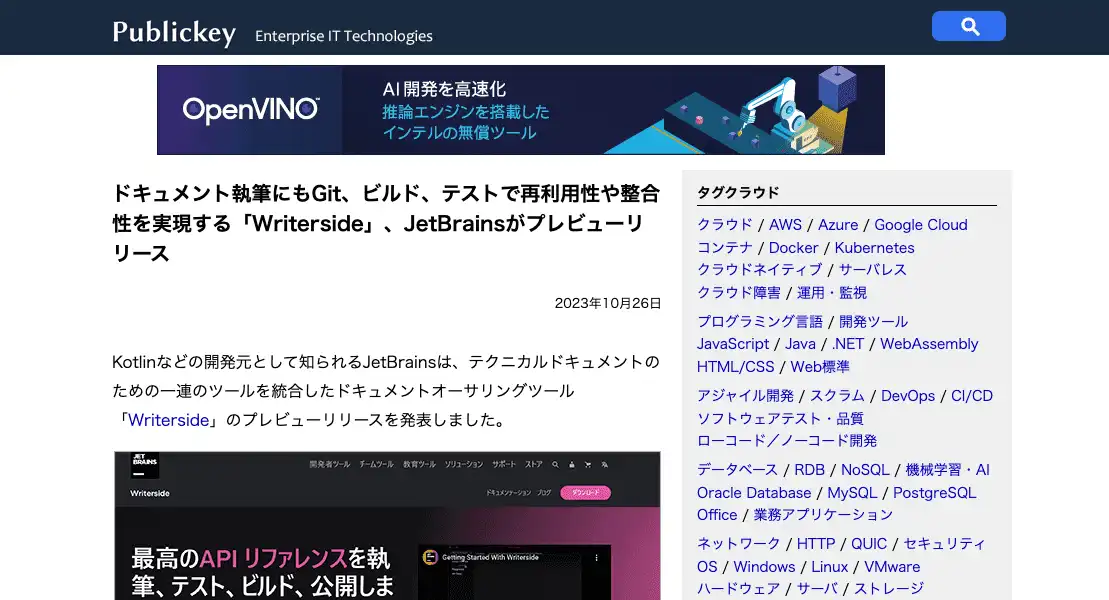 Publickey Enterprise IT Technologies
OpenVINO™
AI開発を高速化
推論エンジンを搭載した
インテルの無償ツール
ドキュメント執筆にもGit、ビルド、テストで再利用性や整合
性を実現する「Writerside」、JetBrainsがプレビューリ
リース
2023年10月26日
Kotlinなどの開発元として知られるJetBrainsは、テクニカルドキュメントの
ための一連のツールを統合したドキュメントオーサリングツール
「Writerside」のプレビューリリースを発表しました。
JET
BRAINS
開発者ツール チームツール 教育ツール ソリューション サポート ストア
Writerside
ドキュメンテーション ブログ ダウンロード
最高のAPI リファレンスを執
筆、テスト、ビルド、公開しま
Getting Started With Writerside
タグクラウド
クラウド / AWS / Azure / Google Cloud
コンテナ / Docker / Kubernetes
クラウドネイティブ / サーバレス
クラウド障害 / 運用・監視
プログラミング言語 / 開発ツール
JavaScript / Java / .NET / WebAssembly
HTML/CSS / Web標準
アジャイル開発 / スクラム / DevOps / CI/CD
ソフトウェアテスト・品質
ローコード／ノーコード開発
データベース / RDB / NoSQL / 機械学習・AI
Oracle Database / MySQL / PostgreSQL
Office / 業務アプリケーション
ネットワーク / HTTP / QUIC / セキュリティ
OS / Windows / Linux / VMware
ハードウェア / サーバ / ストレージ